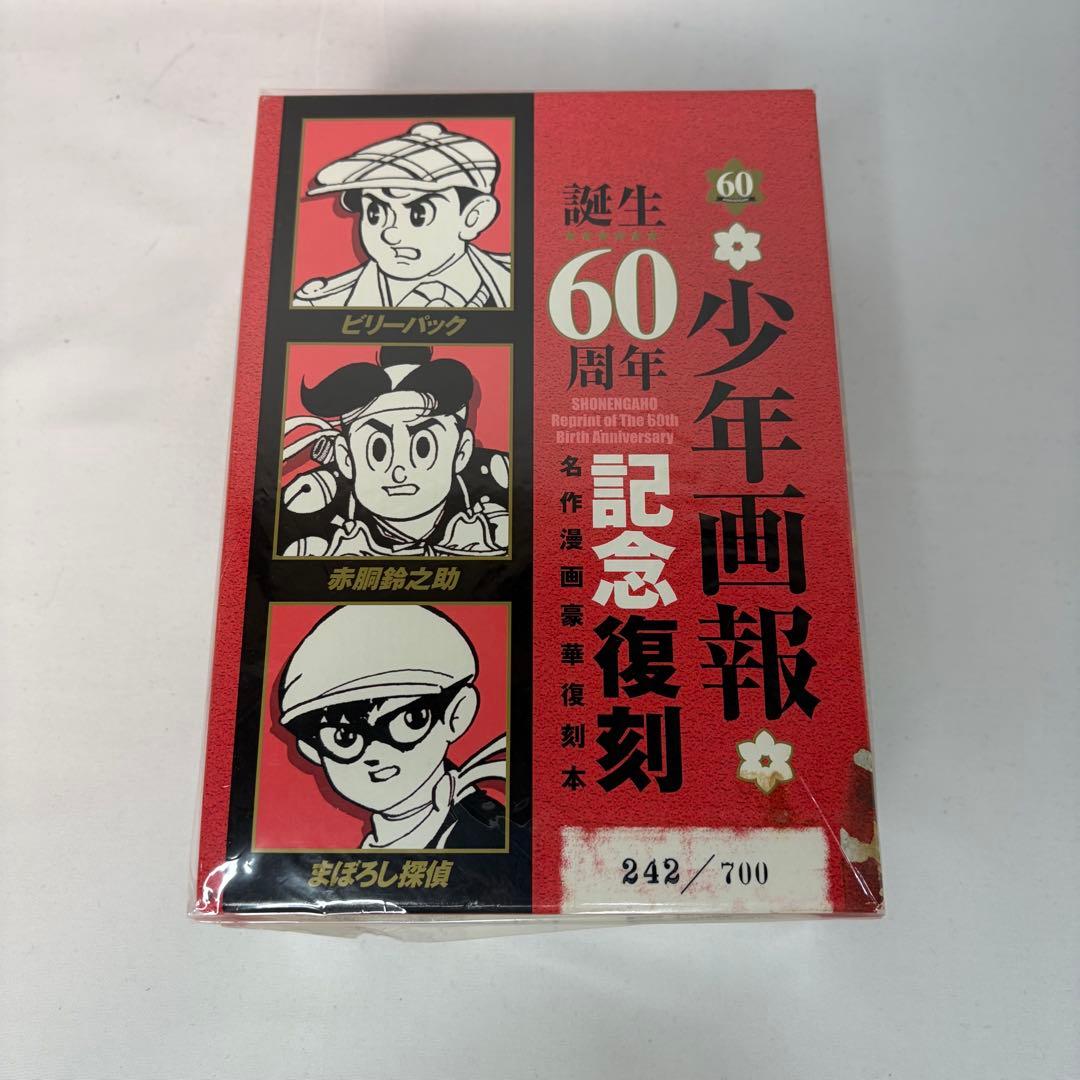 60
少年画報
誕生
60
周年
SHONENGAHO
Reprint of The 60th
Birth Anniversary
記念復刻
名作漫画豪華復刻本
ビリーパック
赤胴鈴之助
まぼろし探偵
242/700